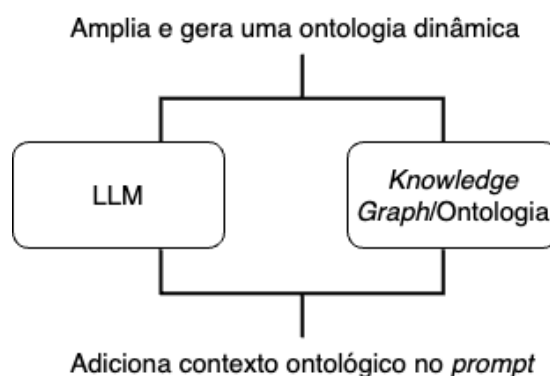 Amplia e gera uma ontologia dinâmica
LLM
Knowledge
Graph/Ontologia
Adiciona contexto ontológico no prompt